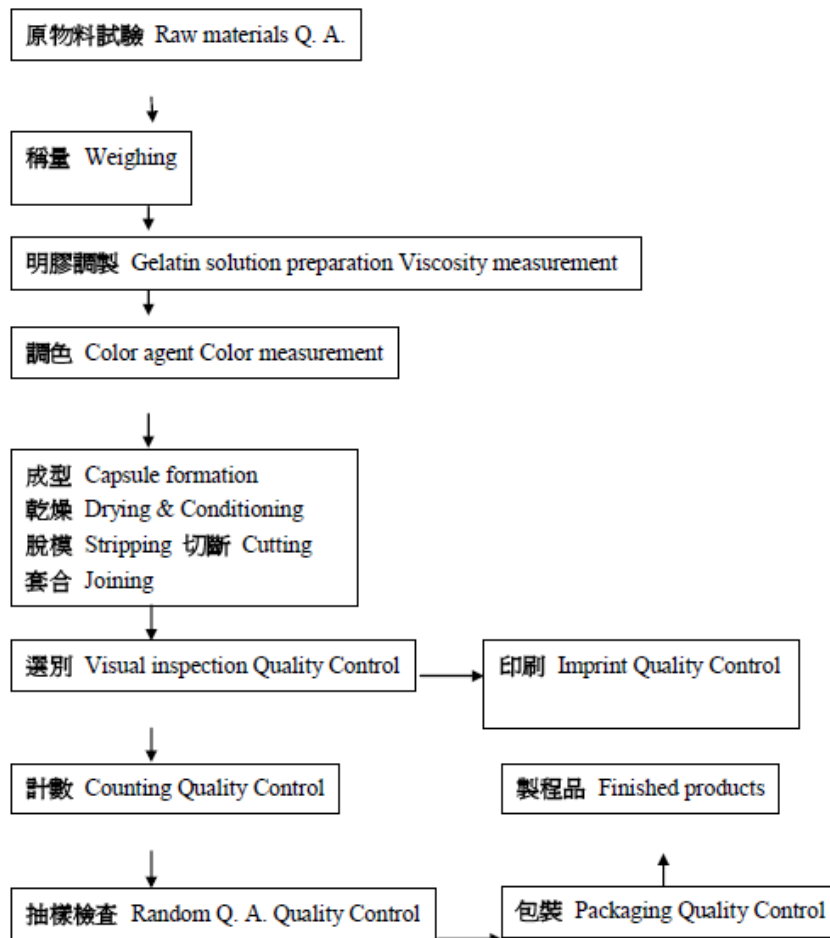 原物料試驗 Raw materials Q. A.
稱量 Weighing
明膠調製 Gelatin solution preparation Viscosity measurement
調色 Color agent Color measurement
成型 Capsule formation
乾燥 Drying & Conditioning
脫模 Stripping 切斷 Cutting
套合 Joining
選別 Visual inspection Quality Control
印刷 Imprint Quality Control
計數 Counting Quality Control
製程品 Finished products
抽樣檢查 Random Q. A. Quality Control
包裝 Packaging Quality Control